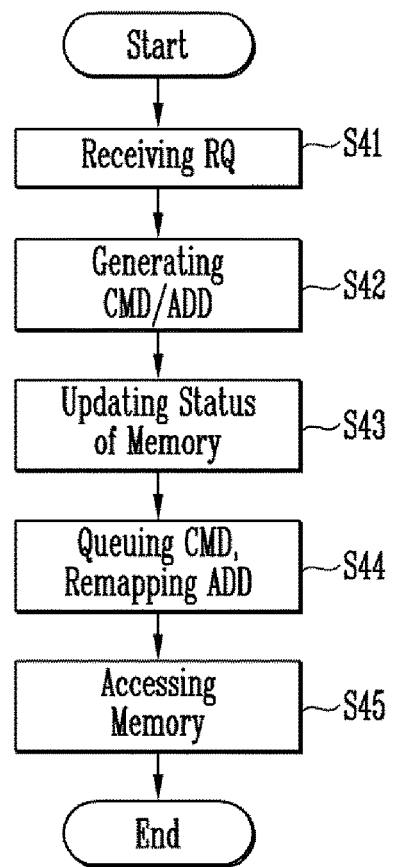 Start
Receiving RQ
S41
Generating
CMD/ADD
S42
Updating Status
of Memory
S43
Queuing CMD,
Remapping ADD
S44
Accessing
Memory
S45
End